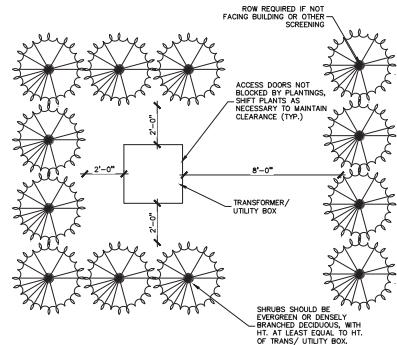 ROW REQUIRED IF NOT
FACING BUILDING OR OTHER
SCREENING
ACCESS DOORS NOT
BLOCKED BY PLANTINGS,
SHIFT PLANTS AS
NECESSARY TO MAINTAIN
CLEARANCE (TYP.)
2'-0"
2'-0"
8'-0"
TRANSFORMER/
UTILITY BOX
2'-0"
SHRUBS SHOULD BE
EVERGREEN OR DENSELY
BRANCHED DECIDUOUS, WITH
HT. AT LEAST EQUAL TO HT.
OF TRANS/ UTILITY BOX.